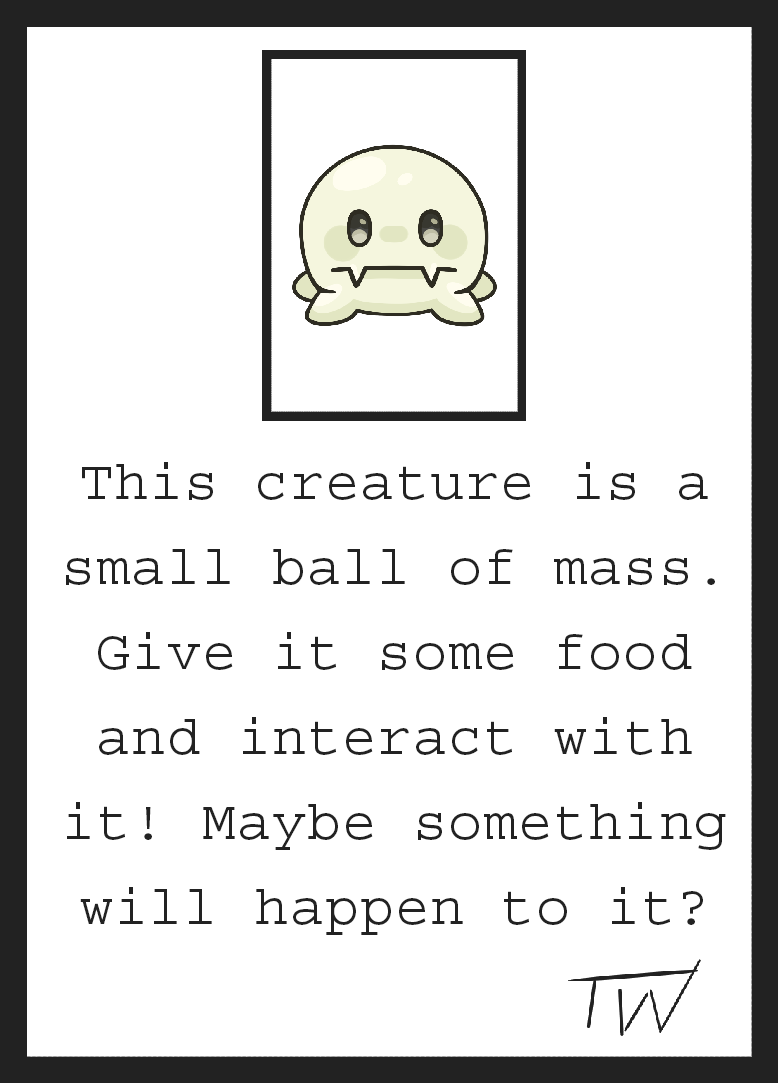 This creature is a
small ball of mass.
Give it some food
and interact with
it! Maybe something
will happen to it?
TW